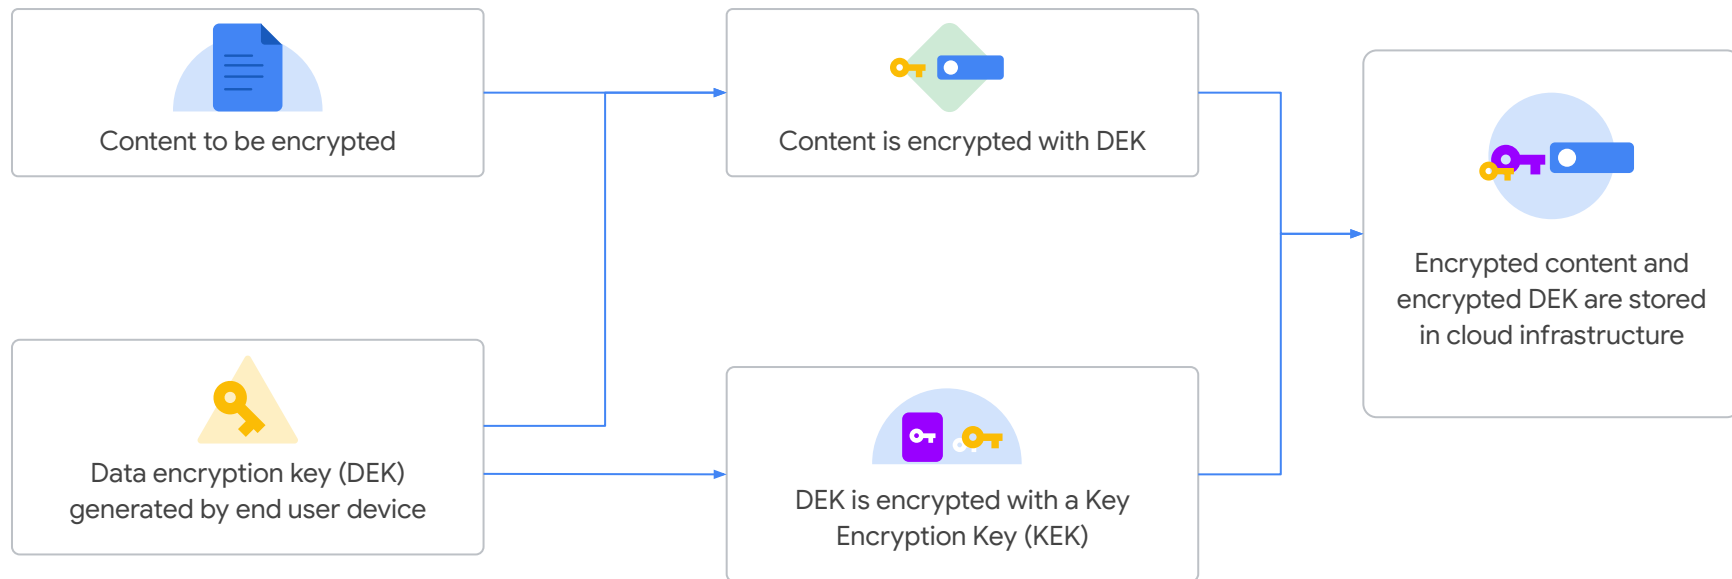 Content to be encrypted
Content is encrypted with DEK
Encrypted content and
encrypted DEK are stored
in cloud infrastructure
Data encryption key (DEK)
generated by end user device
DEK is encrypted with a Key
Encryption Key (KEK)